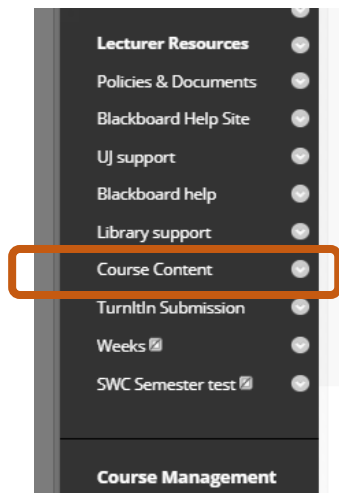 Lecturer Resources
Policies & Documents
Blackboard Help Site
UJ support
Blackboard help
Library support
Course Content
TurnItIn Submission
Weeks
SWC Semester test
Course Management